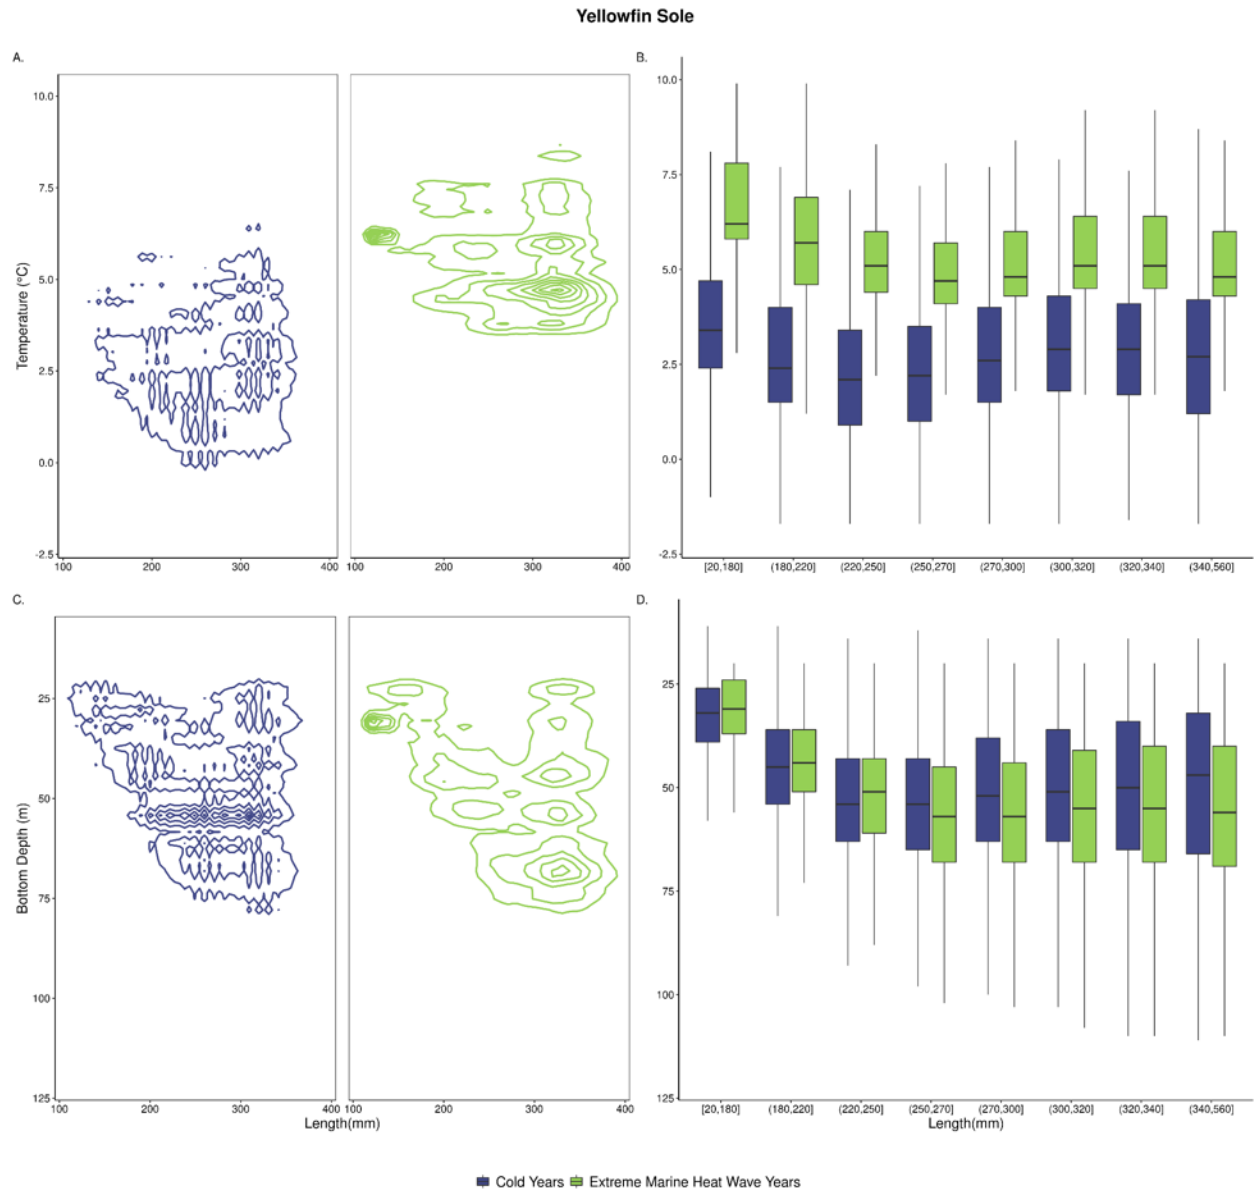 Yellowfin Sole
A.
B.
Temperature (°C)
10.0
7.5
5.0
2.5
0.0
-2.5
100 200 300 400
100 200 300 400
10.0
7.5
5.0
2.5
0.0
-2.5
[20,180] (180,220] (220,250] (250,270] (270,300] (300,320] (320,340] (340,560]
C.
D.
Bottom Depth (m)
25
50
75
100
125
100 200 300 400
100 200 300 400
Length(mm)
25
50
75
100
125
[20,180] (180,220] (220,250] (250,270] (270,300] (300,320] (320,340] (340,560]
Length(mm)
Cold Years Extreme Marine Heat Wave Years